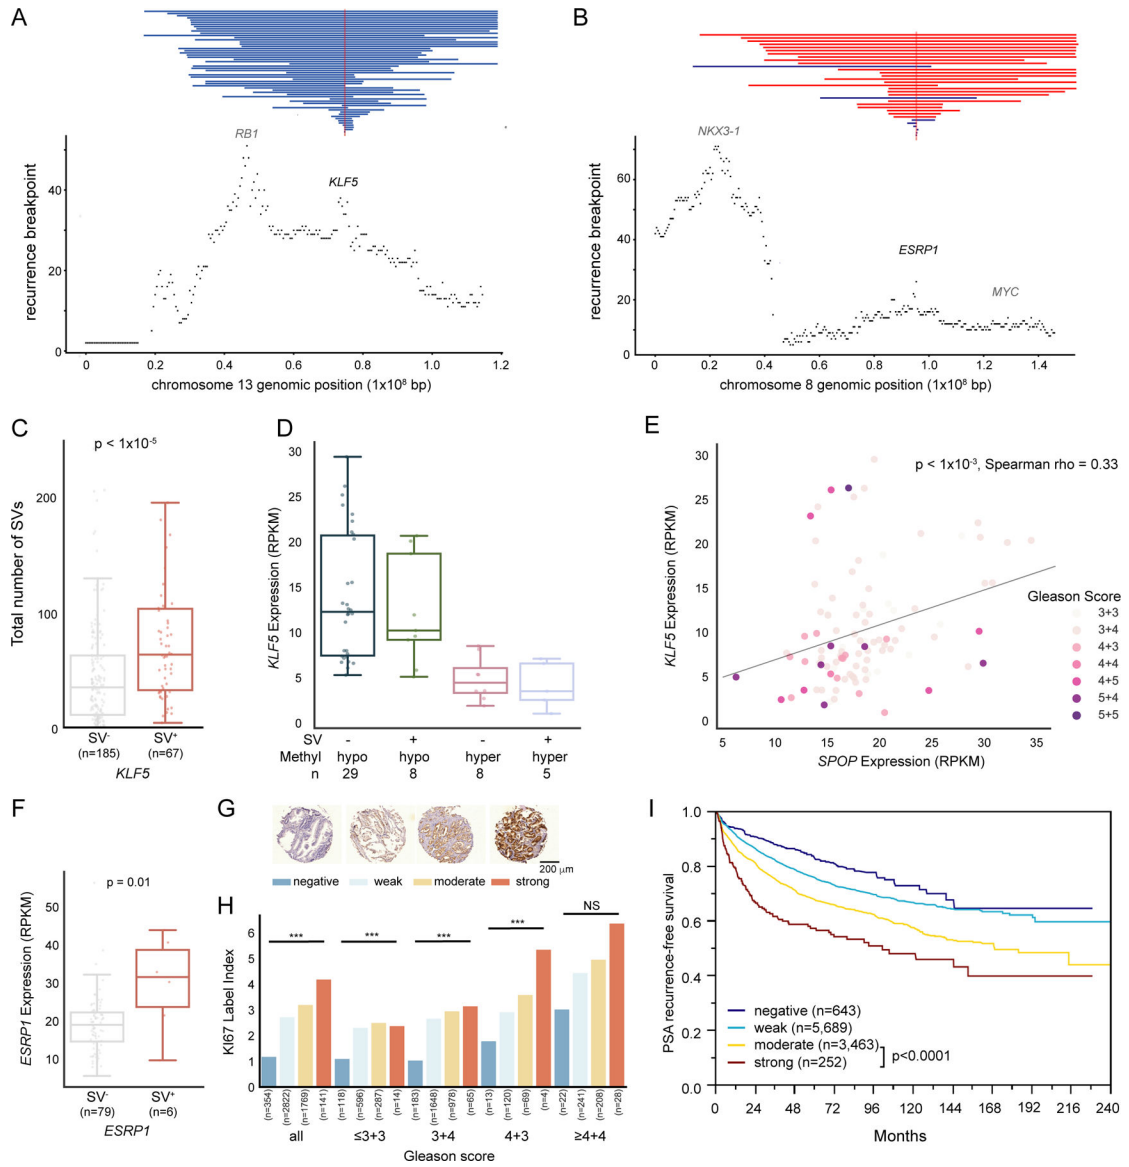 A
RB1
KLF5
recurrence breakpoint
40
20
0
0
0.2
0.4
0.6
0.8
1.0
1.2
chromosome 13 genomic position (1x10⁸ bp)
B
NKX3-1
ESRP1
MYC
recurrence breakpoint
60
40
20
0
0
0.2
0.4
0.6
0.8
1.0
1.2
1.4
chromosome 8 genomic position (1x10⁸ bp)
C
p < 1x10⁻⁵
Total number of SVs
200
100
0
SV⁻
(n=185)
SV⁺
(n=67)
KLF5
D
KLF5 Expression (RPKM)
30
25
20
15
10
5
0
SV - + - +
Methyl hypo hypo hyper hyper
n 29 8 8 5
E
p < 1x10⁻³, Spearman rho = 0.33
KLF5 Expression (RPKM)
30
25
20
15
10
5
0
5 10 15 20 25 30 35
SPOP Expression (RPKM)
Gleason Score
3+3
3+4
4+3
4+4
4+5
5+4
5+5
F
p = 0.01
ESRP1 Expression (RPKM)
50
40
30
20
10
SV⁻
(n=79)
SV⁺
(n=6)
ESRP1
G
200 µm
negative weak moderate strong
H
KI67 Label Index
6
5
4
3
2
1
0
*** *** *** *** NS
(n=354)
(n=2822)
(n=1769)
(n=141)
(n=118)
(n=596)
(n=287)
(n=14)
(n=183)
(n=1648)
(n=978)
(n=65)
(n=13)
(n=120)
(n=69)
(n=4)
(n=22)
(n=241)
(n=208)
(n=28)
all ≤3+3 3+4 4+3 ≥4+4
Gleason score
I
PSA recurrence-free survival
1.0
0.8
0.6
0.4
0.2
0.0
negative (n=643)
weak (n=5,689)
moderate (n=3,463)
strong (n=252)
p<0.0001
0 24 48 72 96 120 144 168 192 216 240
Months